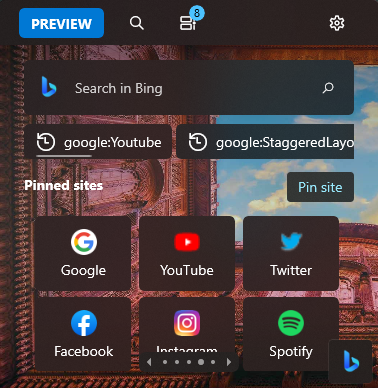 PREVIEW
8
Search in Bing
google:Youtube
google:StaggeredLayo
Pinned sites
Pin site
Google
YouTube
Twitter
Facebook
Instagram
Spotify